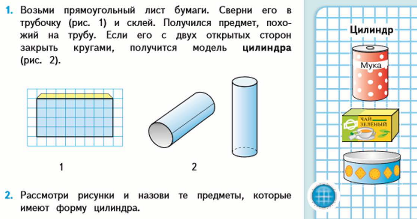 1. Возьми прямоугольный лист бумаги. Сверни его в
трубочку (рис. 1) и склей. Получился предмет, похо-
жий на трубу. Если его с двух открытых сторон
закрыть кругами, получится модель цилиндра
(рис. 2).
1
2
2. Рассмотри рисунки и назови те предметы, которые
имеют форму цилиндра.
Цилиндр
Мука
ЧАЙ
ЗЕЛЁНЫЙ